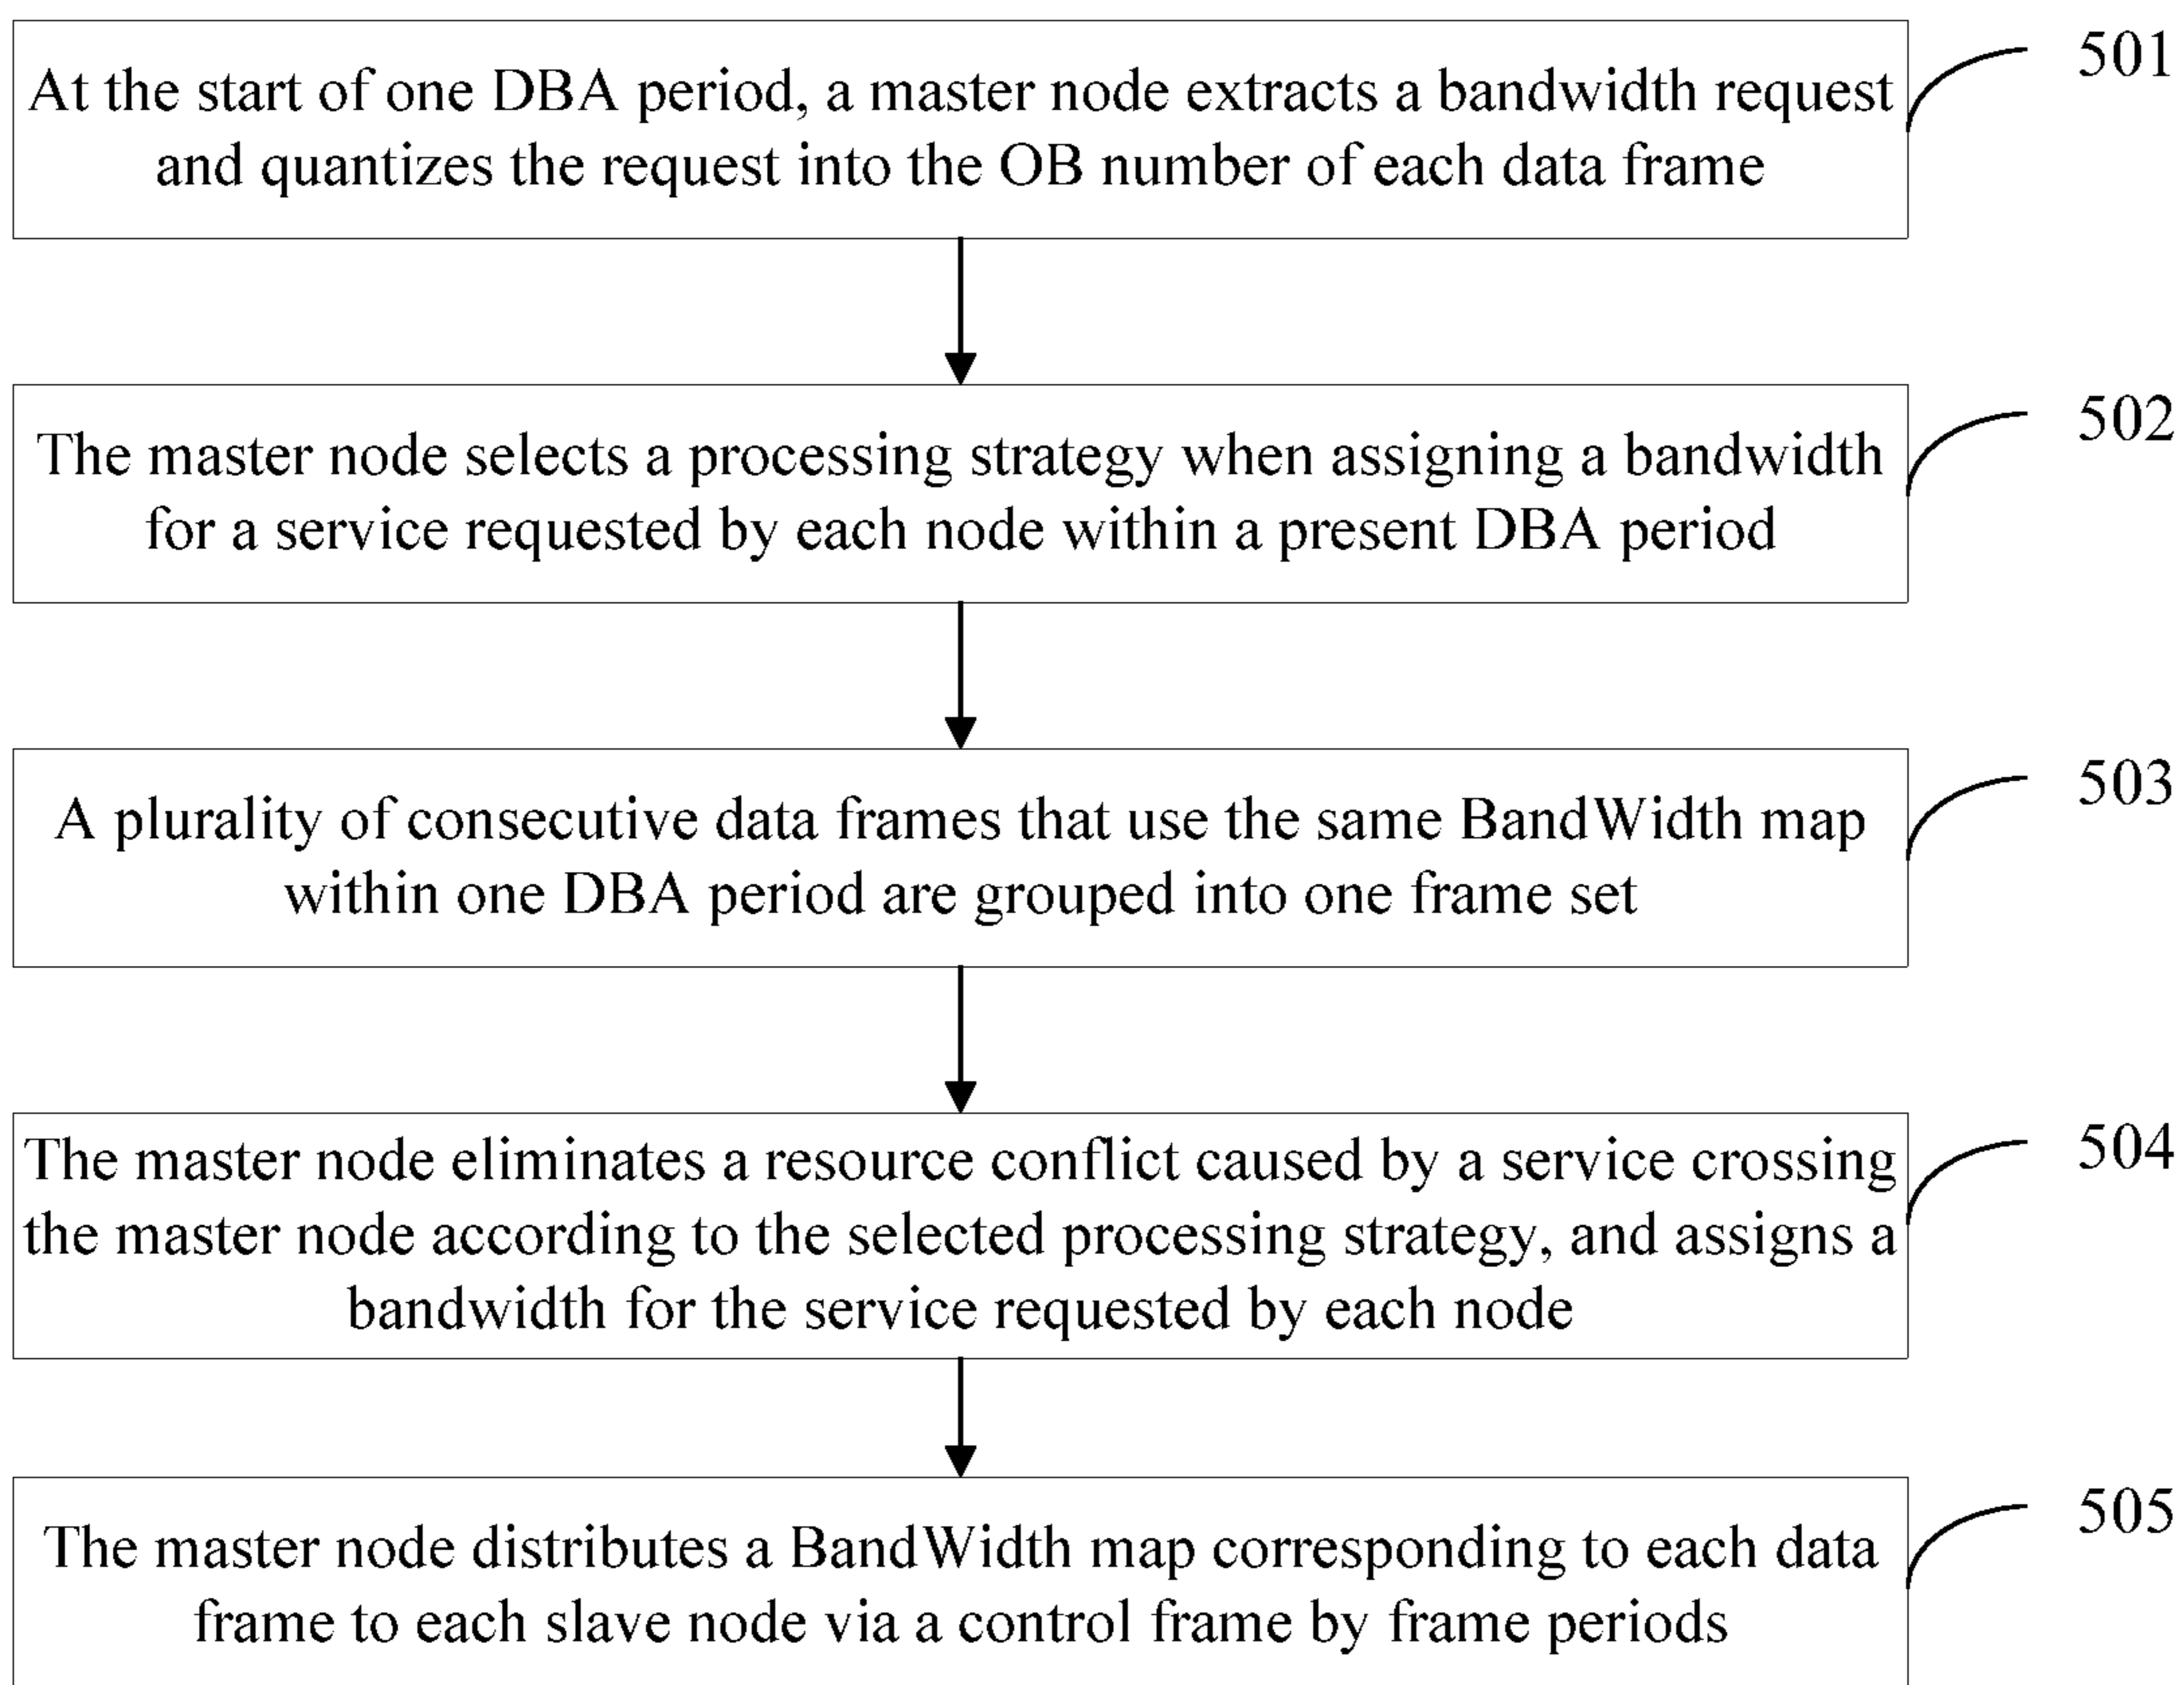 At the start of one DBA period, a master node extracts a bandwidth request
and quantizes the request into the OB number of each data frame
501
The master node selects a processing strategy when assigning a bandwidth
for a service requested by each node within a present DBA period
502
A plurality of consecutive data frames that use the same BandWidth map
within one DBA period are grouped into one frame set
503
The master node eliminates a resource conflict caused by a service crossing
the master node according to the selected processing strategy, and assigns a
bandwidth for the service requested by each node
504
The master node distributes a BandWidth map corresponding to each data
frame to each slave node via a control frame by frame periods
505